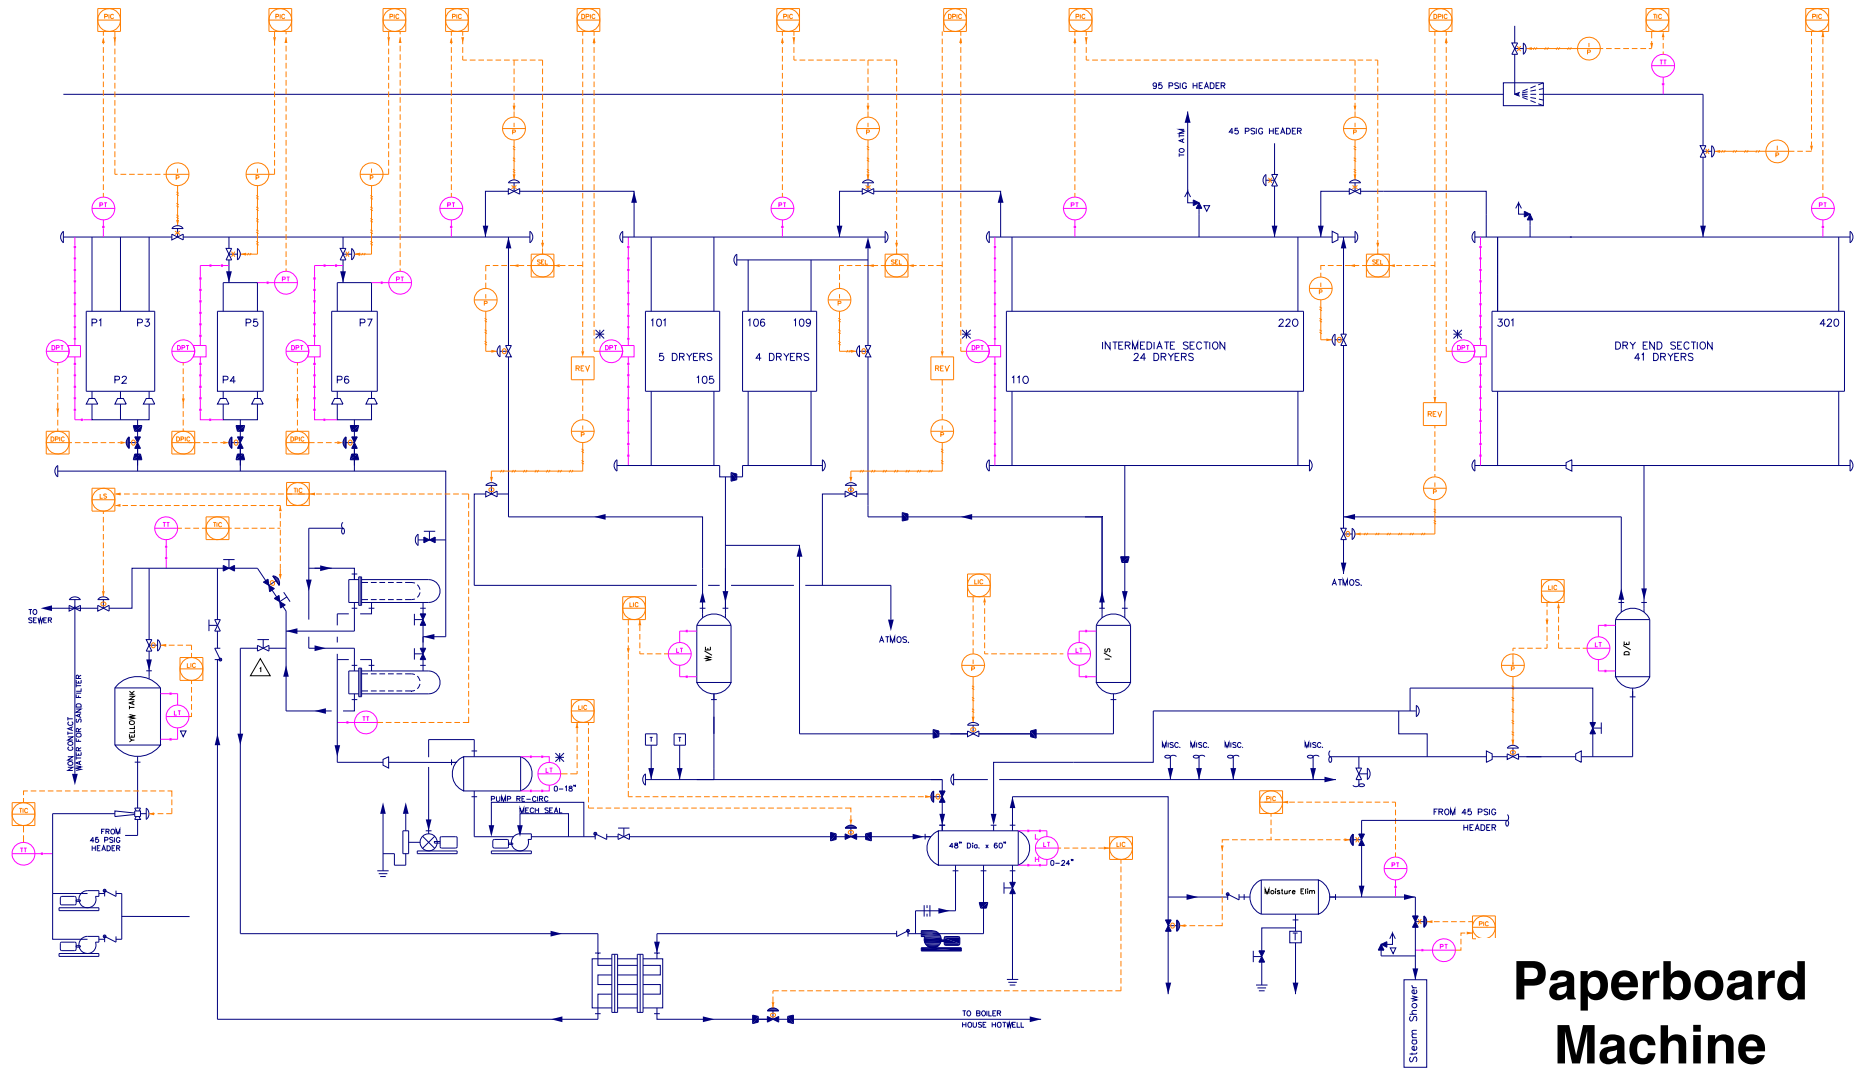 PIC
PIC
PIC
PIC
DPIC
PIC
DPIC
PIC
DPIC
TIC
PIC
I
P
TT
95 PSIG HEADER
I
P
I
P
I
P
TO ATM
45 PSIG HEADER
I
P
I
P
I
P
I
P
PT
PT
PT
PT
PT
SEL
SEL
SEL
PT
PT
I
P
I
P
I
P
P1 P3
P2
P5
P4
P7
P6
101
5 DRYERS
105
106 109
4 DRYERS
220
INTERMEDIATE SECTION
24 DRYERS
110
301 420
DRY END SECTION
41 DRYERS
DPT
DPT
DPT
DPT
DPT
DPT
REV
REV
REV
DPIC
DPIC
DPIC
I
P
I
P
I
P
LS
TIC
TT
TIC
ATMOS.
TO
SEWER
LIC
LIC
LIC
ATMOS.
LT
W/E
LT
I/S
LT
D/E
I
P
I
P
1
LIC
NON CONTACT
WATER FOR SAND FILTER
YELLOW TANK
LT
TT
LIC
T
T
MISC.
MISC.
MISC.
MISC.
LT
0-18"
PUMP RE-CIRC
MECH SEAL
TIC
TT
FROM
45 PSIG
HEADER
PIC
FROM 45 PSIG
HEADER
48" Dia. x 60"
L
LT
H
0-24"
LIC
PT
Moisture Elim
T
PIC
PT
TO BOILER
HOUSE HOTWELL
Steam Shower
Paperboard
Machine